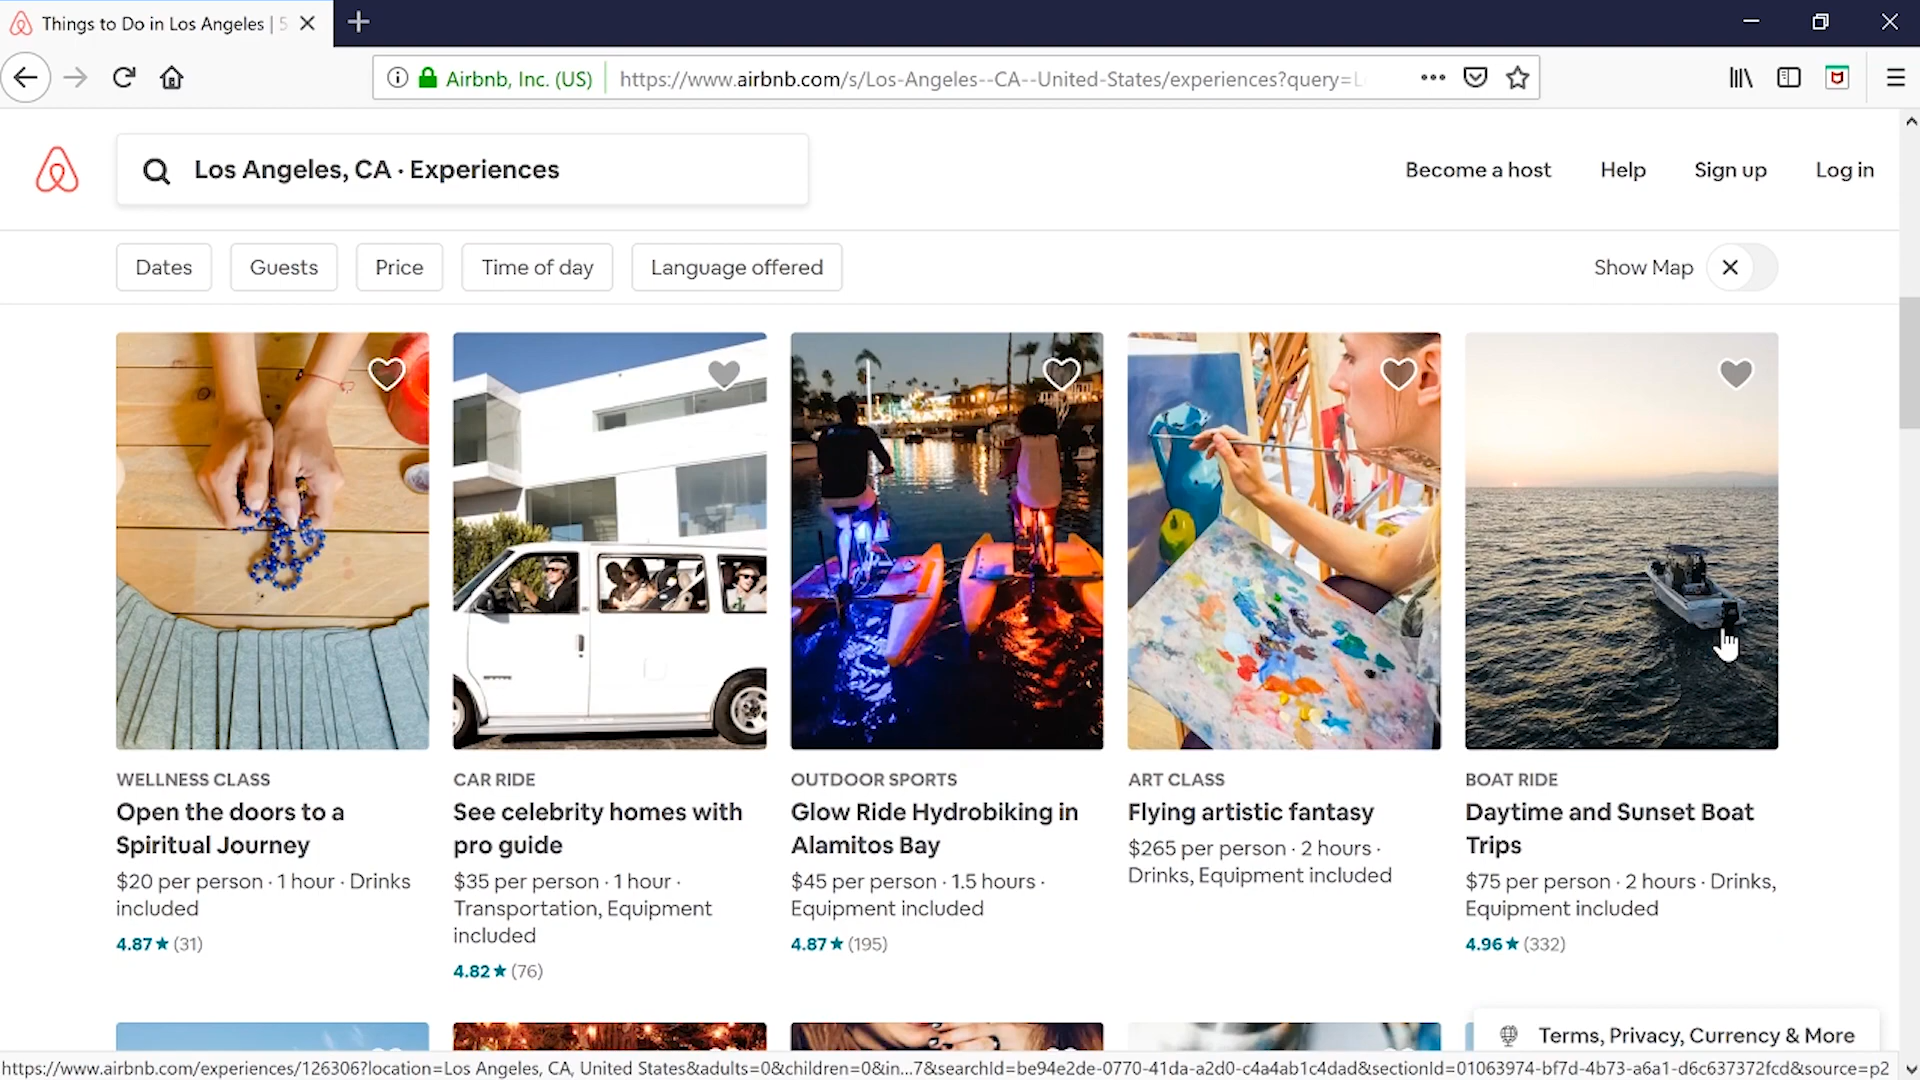 Things to Do in Los Angeles | 5
Airbnb, Inc. (US)
https://www.airbnb.com/s/Los-Angeles--CA--United-States/experiences?query=L
Los Angeles, CA · Experiences
Become a host
Help
Sign up
Log in
Dates
Guests
Price
Time of day
Language offered
Show Map
WELLNESS CLASS
Open the doors to a
Spiritual Journey
$20 per person · 1 hour · Drinks
included
4.87★ (31)
CAR RIDE
See celebrity homes with
pro guide
$35 per person · 1 hour ·
Transportation, Equipment
included
4.82★ (76)
OUTDOOR SPORTS
Glow Ride Hydrobiking in
Alamitos Bay
$45 per person · 1.5 hours ·
Equipment included
4.87★ (195)
ART CLASS
Flying artistic fantasy
$265 per person · 2 hours ·
Drinks, Equipment included
BOAT RIDE
Daytime and Sunset Boat
Trips
$75 per person · 2 hours · Drinks,
Equipment included
4.96★ (332)
Terms, Privacy, Currency & More
https://www.airbnb.com/experiences/126306?location=Los Angeles, CA, United States&adults=0&children=0&in...7&searchId=be94e2de-0770-41da-a2d0-c4a4ab1c4dad&sectionId=01063974-bf7d-4b73-a6a1-d6c637372fcd&source=p2